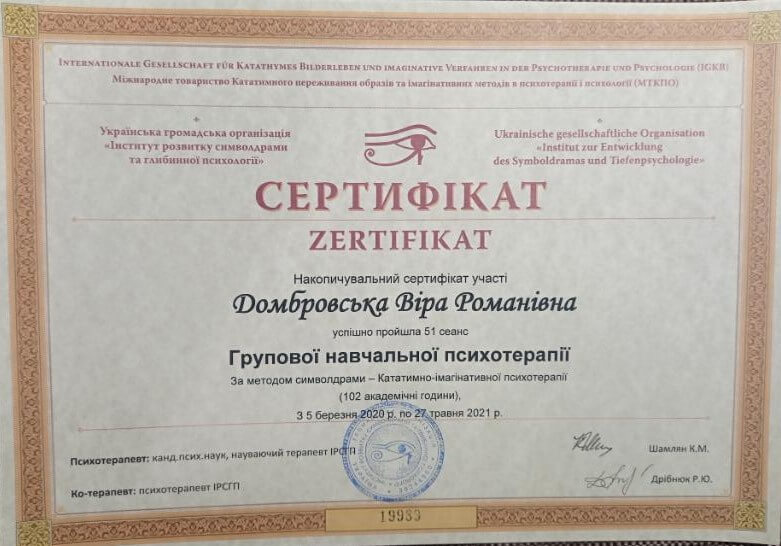 INTERNATIONALE GESELLSCHAFT FÜR KATATHYMES BILDERLEBEN UND IMAGINATIVE VERFAHREN IN DER PSYCHOTHERAPIE UND PSYCHOLOGIE (IGKB)
Міжнародне товариство Кататимного переживання образів та імагінативних методів в психотерапії і психології (МТКПО)
Українська громадська організація
«Інститут розвитку символдрами
та глибинної психології»
Ukrainische gesellschaftliche Organisation
«Institut zur Entwicklung
des Symboldramas und Tiefenpsychologie»
СЕРТИФІКАТ
ZERTIFIKAT
Накопичувальний сертифікат участі
Домбровська Віра Романівна
успішно пройшла 51 сеанс
Групової навчальної психотерапії
За методом символдрами – Кататимно-імагінативної психотерапії
(102 академічні години),
З 5 березня 2020 р. по 27 травня 2021 р.
Психотерапевт: канд.псих.наук, науваючий терапевт ІРСГП
Шамлян К.М.
Ко-терапевт: психотерапевт ІРСГП
Дрібнюк Р.Ю.
19933